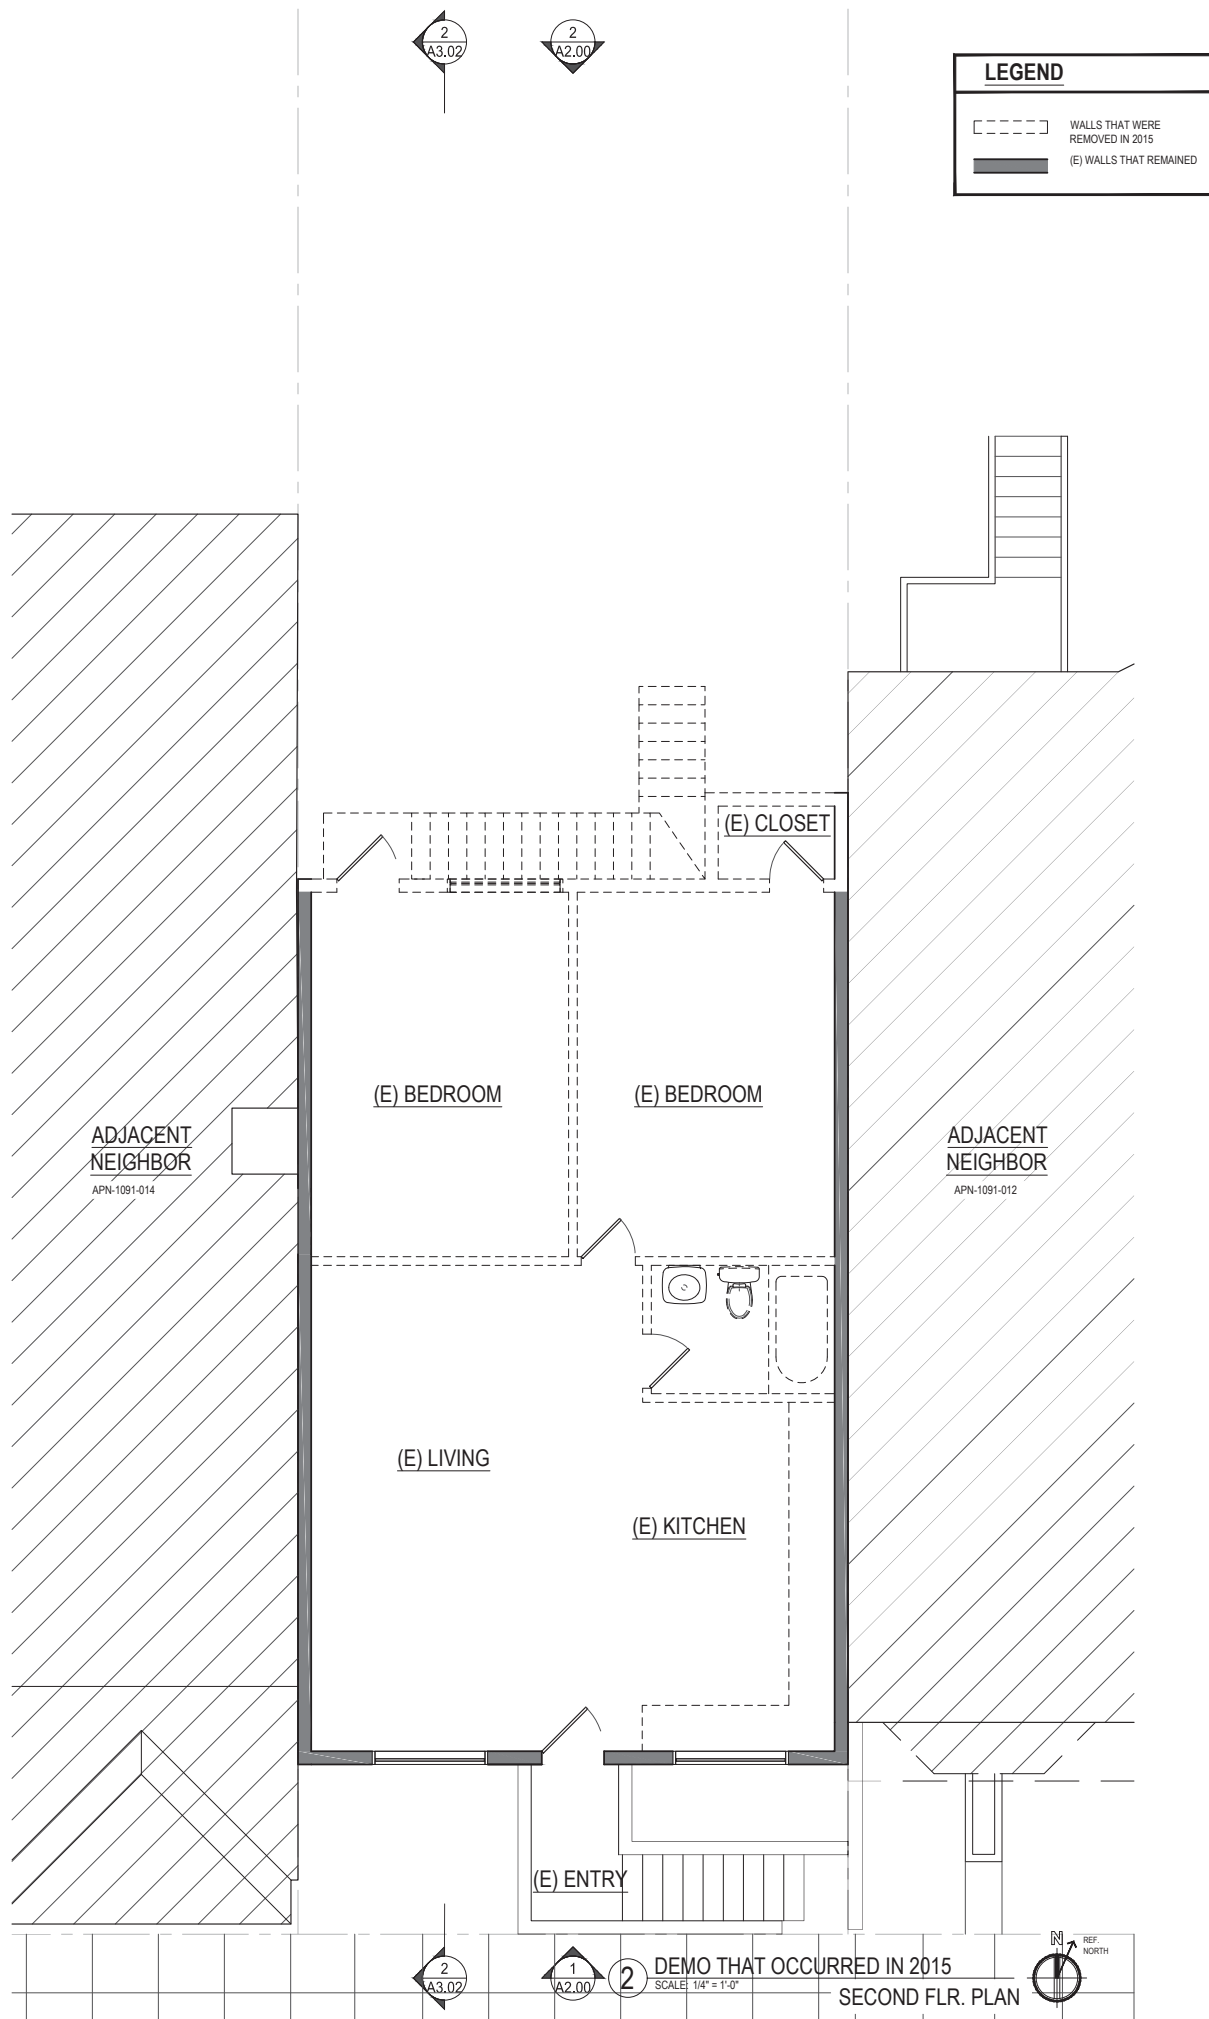 2
A3.02
2
A2.00
LEGEND
WALLS THAT WERE
REMOVED IN 2015
(E) WALLS THAT REMAINED
(E) CLOSET
(E) BEDROOM
(E) BEDROOM
ADJACENT
NEIGHBOR
APN-1091-014
ADJACENT
NEIGHBOR
APN-1091-012
(E) LIVING
(E) KITCHEN
(E) ENTRY
2
A3.02
1
A2.00
2
DEMO THAT OCCURRED IN 2015
SCALE: 1/4" = 1'-0"
SECOND FLR. PLAN
N
REF.
NORTH